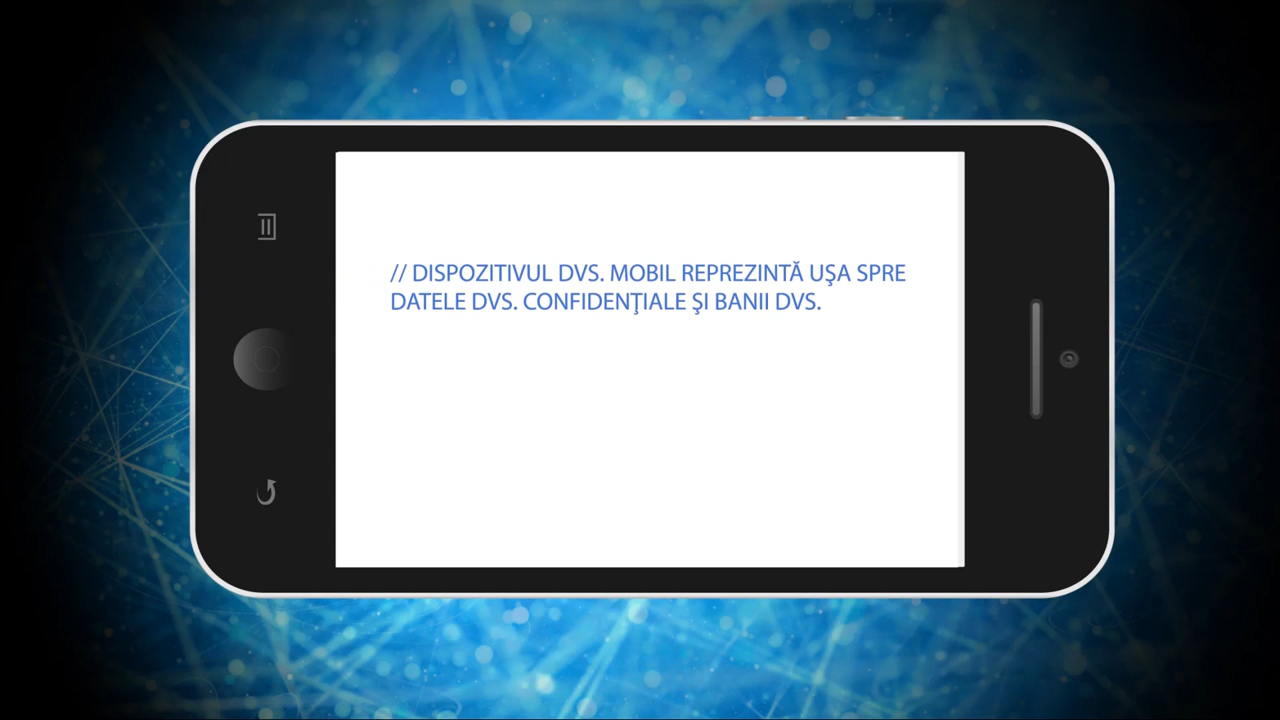 // DISPOZITIVUL DVS. MOBIL REPREZINTĂ UŞA SPRE
DATELE DVS. CONFIDENŢIALE ŞI BANII DVS.